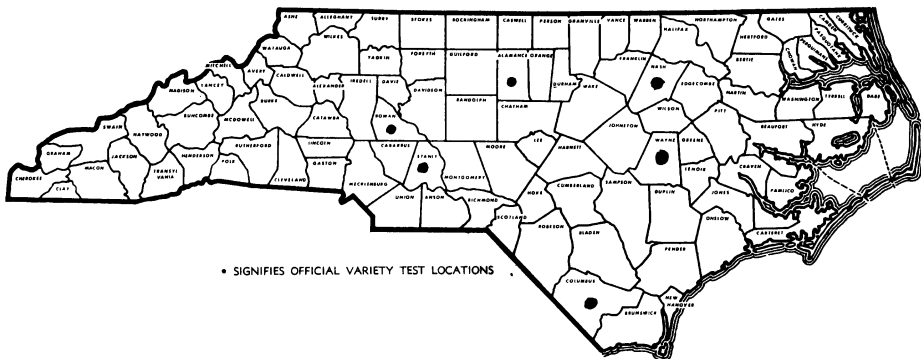 ASHE
ALLEGHANY
SURRY
STOKES
ROCKINGHAM
CASWELL
PERSON
GRANVILLE
VANCE
WARREN
NORTHAMPTON
GATES
CAMDEN
CURRITUCK
PASQUOTANK
PERQUIMANS
CHOWAN
HERTFORD
HALIFAX
BERTIE
WATAUGA
WILKES
YADKIN
FORSYTH
GUILFORD
ALAMANCE
ORANGE
DURHAM
WAKE
FRANKLIN
NASH
EDGECOMBE
MARTIN
WASHINGTON
TYRRELL
DARE
MITCHELL
AVERY
CALDWELL
ALEXANDER
IREDELL
DAVIE
DAVIDSON
RANDOLPH
CHATHAM
WILSON
PITT
BEAUFORT
HYDE
MADISON
YANCEY
BURKE
CATAWBA
ROWAN
JOHNSTON
WAYNE
GREENE
LENOIR
CRAVEN
PAMLICO
SWAIN
HAYWOOD
BUNCOMBE
MCDOWELL
RUTHERFORD
LINCOLN
CABARRUS
STANLY
MONTGOMERY
MOORE
LEE
HARNETT
GRAHAM
CHEROKEE
CLAY
MACON
JACKSON
TRANSYLVANIA
HENDERSON
POLK
CLEVELAND
GASTON
MECKLENBURG
UNION
ANSON
RICHMOND
SCOTLAND
HOKE
CUMBERLAND
SAMPSON
DUPLIN
JONES
ONSLOW
CARTERET
ROBESON
BLADEN
PENDER
COLUMBUS
BRUNSWICK
NEW
HANOVER
• SIGNIFIES OFFICIAL VARIETY TEST LOCATIONS